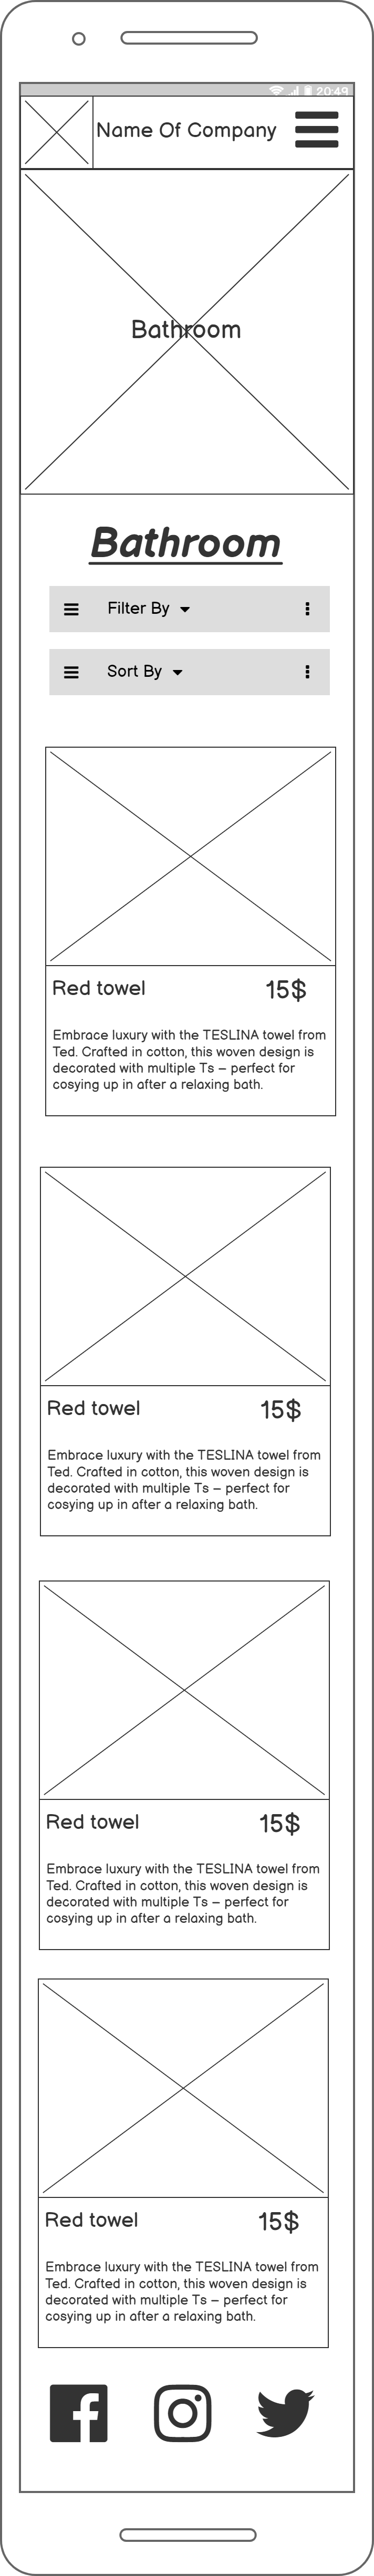 20:49
Name Of Company
Bathroom
Bathroom
Filter By
Sort By
Red towel 15$
Embrace luxury with the TESLINA towel from
Ted. Crafted in cotton, this woven design is
decorated with multiple Ts – perfect for
cosying up in after a relaxing bath.
Red towel 15$
Embrace luxury with the TESLINA towel from
Ted. Crafted in cotton, this woven design is
decorated with multiple Ts – perfect for
cosying up in after a relaxing bath.
Red towel 15$
Embrace luxury with the TESLINA towel from
Ted. Crafted in cotton, this woven design is
decorated with multiple Ts – perfect for
cosying up in after a relaxing bath.
Red towel 15$
Embrace luxury with the TESLINA towel from
Ted. Crafted in cotton, this woven design is
decorated with multiple Ts – perfect for
cosying up in after a relaxing bath.